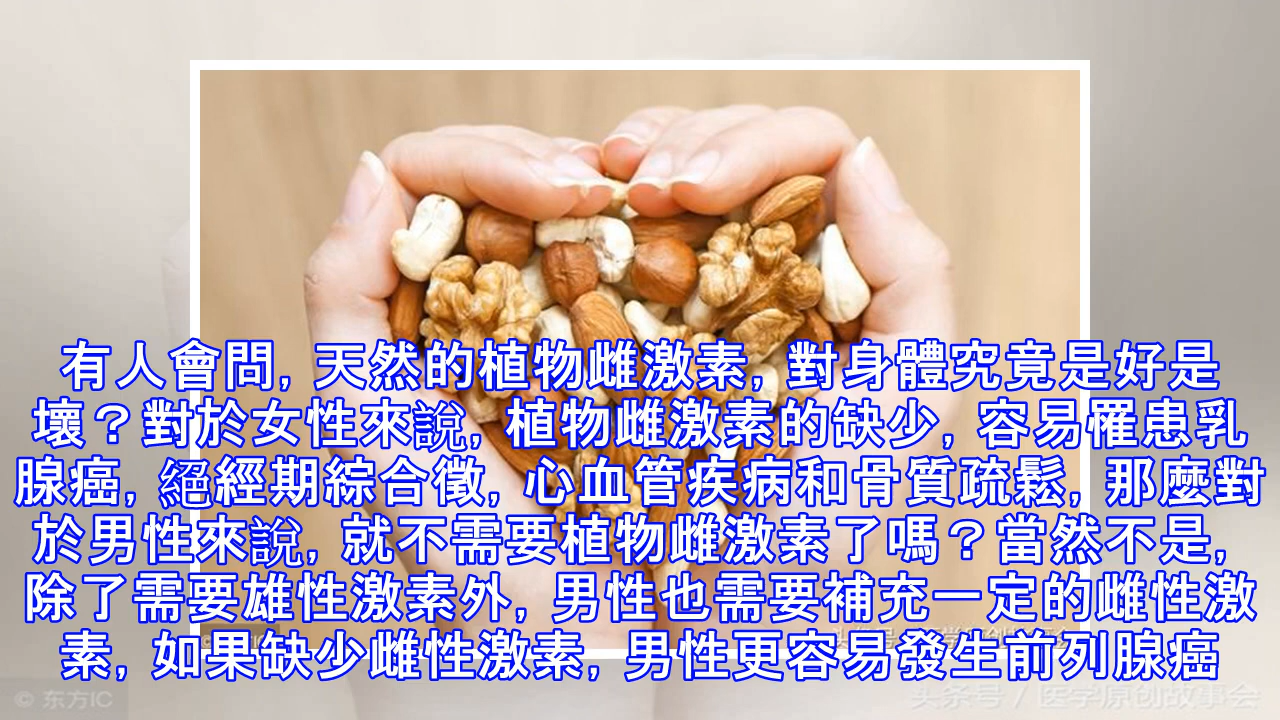 有人會問, 天然的植物雌激素, 對身體究竟是好是
壞？對於女性來說, 植物雌激素的缺少, 容易罹患乳
腺癌, 絕經期綜合徵, 心血管疾病和骨質疏鬆, 那麼對
於男性來說, 就不需要植物雌激素了嗎？當然不是,
除了需要雄性激素外, 男性也需要補充一定的雌性激
素, 如果缺少雌性激素, 男性更容易發生前列腺癌
© 东方IC
头条号 / 医学原创故事会